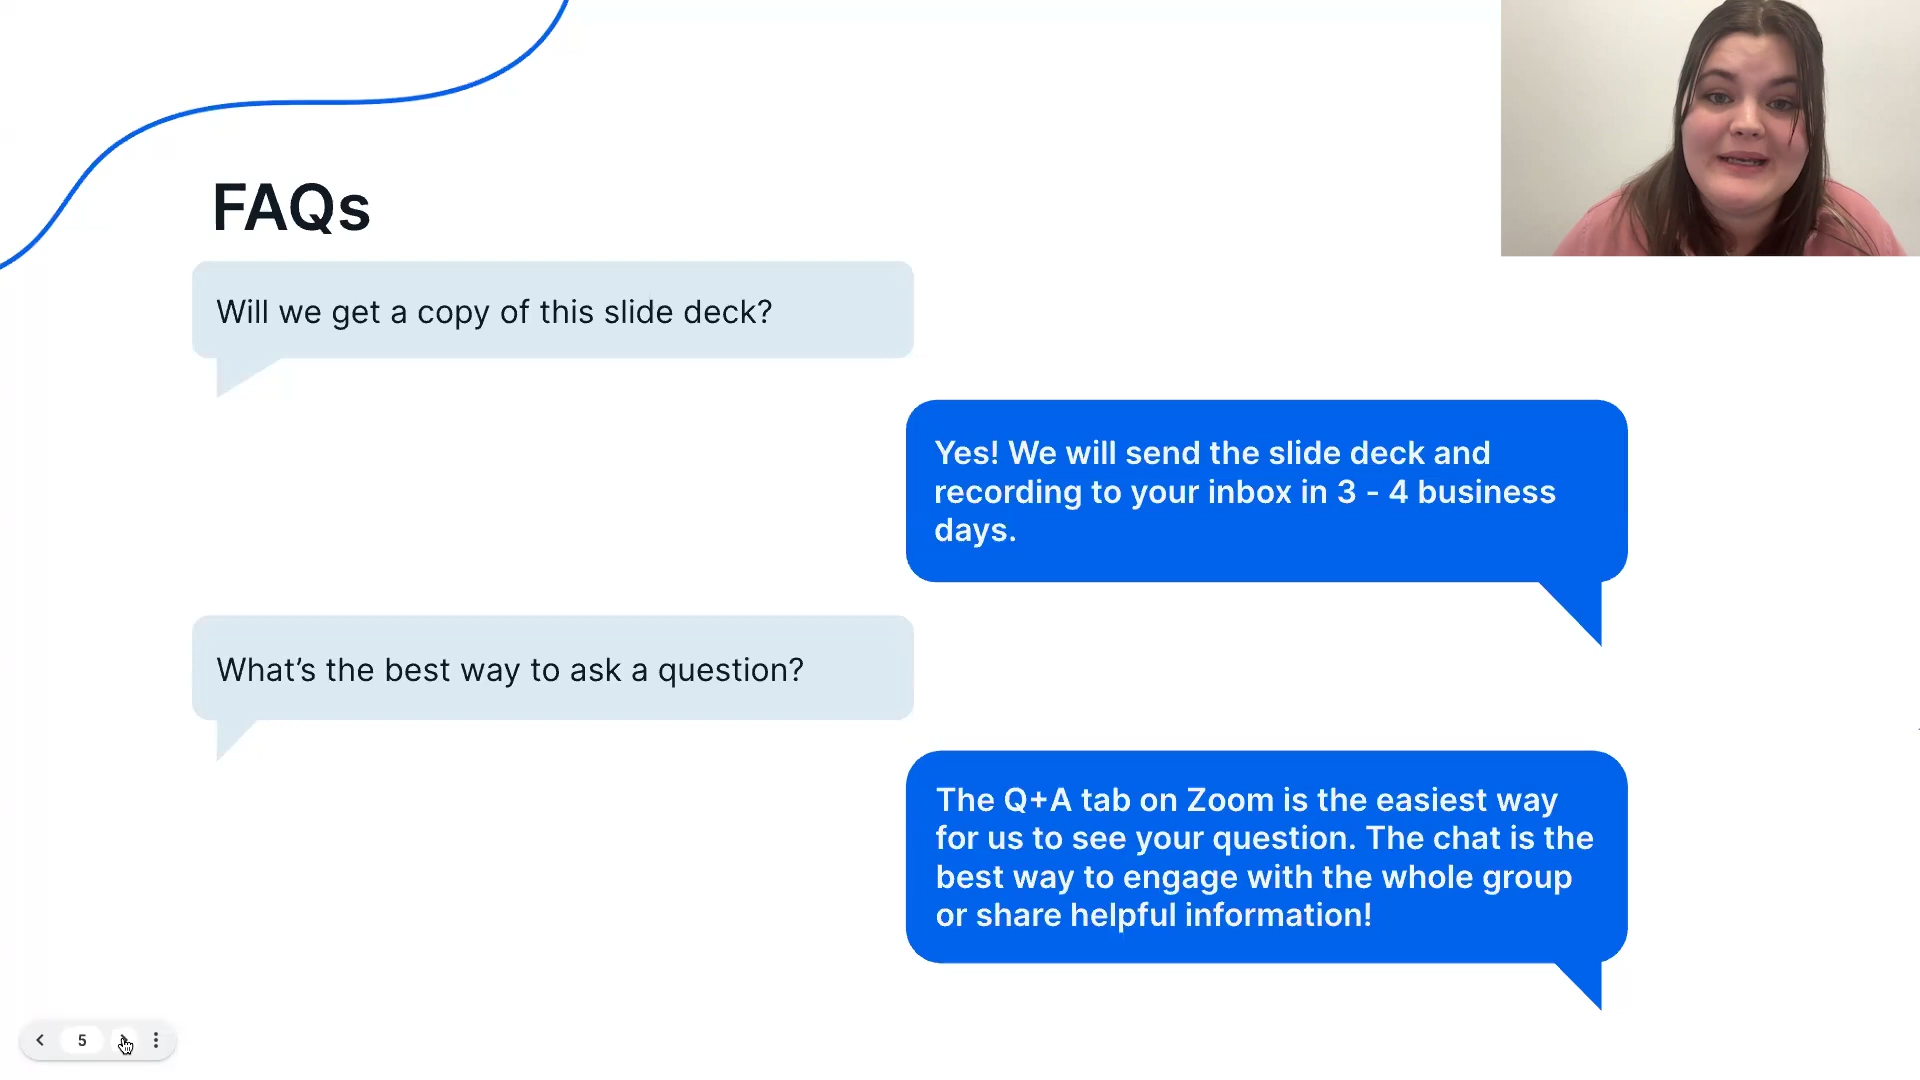 FAQs
Will we get a copy of this slide deck?
Yes! We will send the slide deck and
recording to your inbox in 3 - 4 business
days.
What’s the best way to ask a question?
The Q+A tab on Zoom is the easiest way
for us to see your question. The chat is the
best way to engage with the whole group
or share helpful information!
5